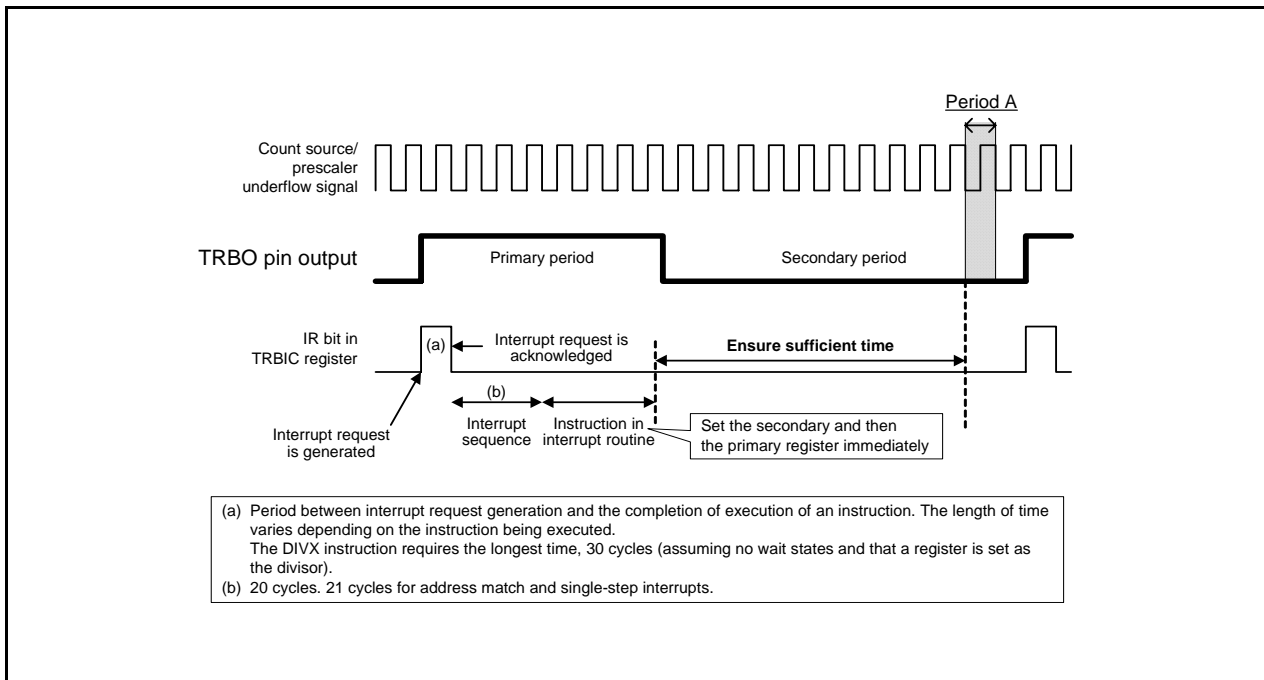 Period A
Count source/
prescaler
underflow signal
TRBO pin output
Primary period
Secondary period
IR bit in
TRBIC register
(a)
Interrupt request is
acknowledged
Ensure sufficient time
(b)
Interrupt
sequence
Instruction in
interrupt routine
Set the secondary and then
the primary register immediately
Interrupt request
is generated
(a) Period between interrupt request generation and the completion of execution of an instruction. The length of time
varies depending on the instruction being executed.
The DIVX instruction requires the longest time, 30 cycles (assuming no wait states and that a register is set as
the divisor).
(b) 20 cycles. 21 cycles for address match and single-step interrupts.